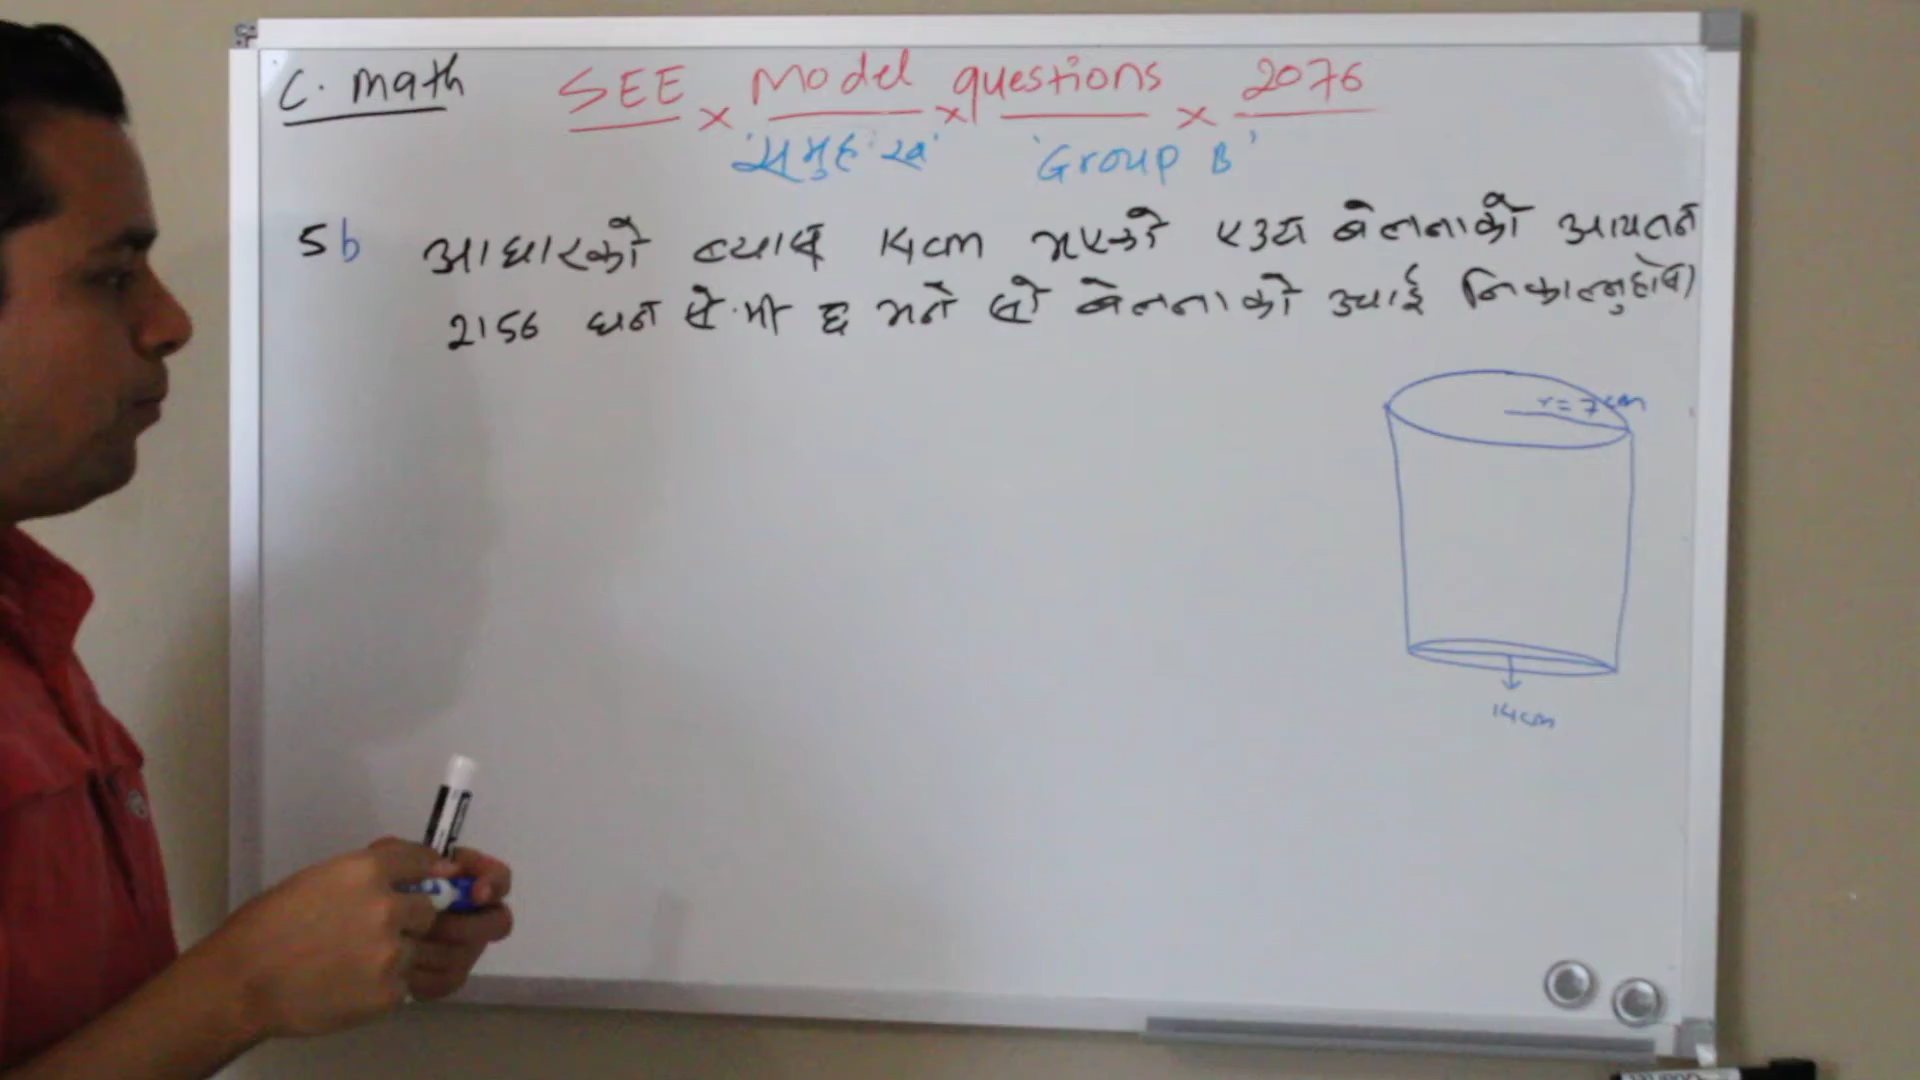 C. math
SEE Model questions 2076
'समुह ख' 'Group B'
5b आधारको व्यास 14cm भएको एउटा बेलनाको आयतन
2156 घन से.मी छ भने सो बेलनाको उचाई निकाल्नुहोस्
r = 7cm
14cm